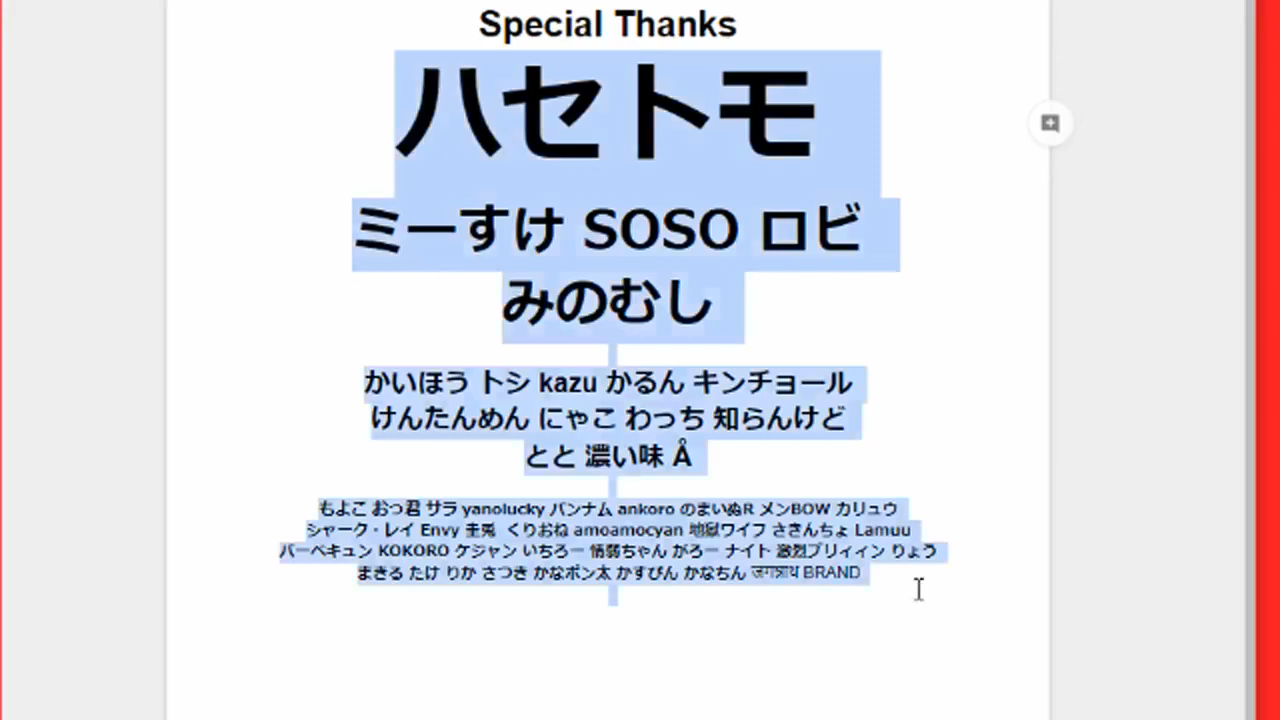 Special Thanks
ハセトモ
ミーすけ SOSO ロビ
みのむし
かいほう トシ kazu かるん キンチョール
けんたんめん にゃこ わっち 知らんけど
とと 濃い味 Å
もよこ おっ君 サラ yanolucky バンナム ankoro のまいぬR メンBOW カリュウ
シャーク・レイ Envy 圭兎 くりおね amoamocyan 地獄ワイフ さきんちょ Lamuu
バーベキュン KOKORO ケジャン いちろー 情弱ちゃん がろー ナイト 激烈プリィィン りょう
まきる たけ りか さつき かなポン太 かすぴん かなちん BRAND